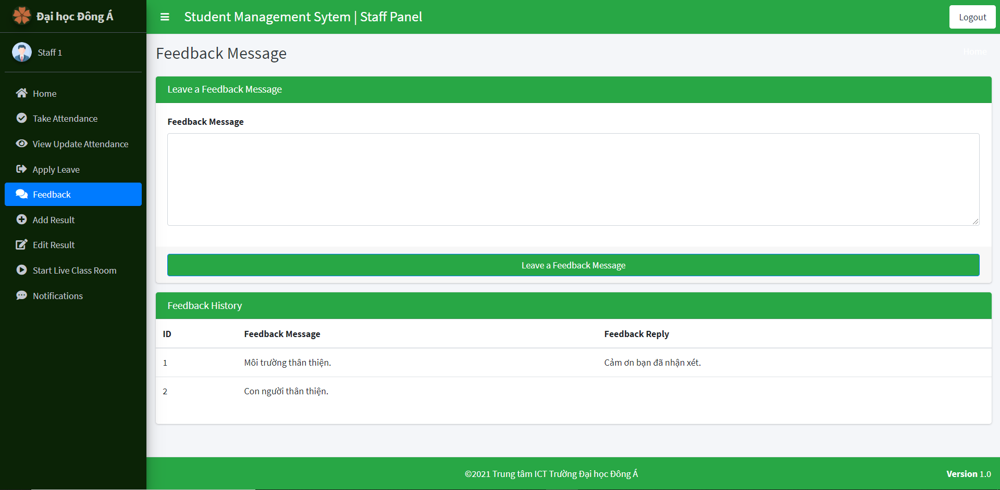 Đại học Đông Á
Student Management Sytem | Staff Panel
Logout
Staff 1
Feedback Message
Home
Home
Take Attendance
View Update Attendance
Apply Leave
Feedback
Add Result
Edit Result
Start Live Class Room
Notifications
Leave a Feedback Message
Feedback Message
Leave a Feedback Message
Feedback History
ID Feedback Message Feedback Reply
1 Môi trường thân thiện. Cảm ơn bạn đã nhận xét.
2 Con người thân thiện.
©2021 Trung tâm ICT Trường Đại học Đông Á
Version 1.0